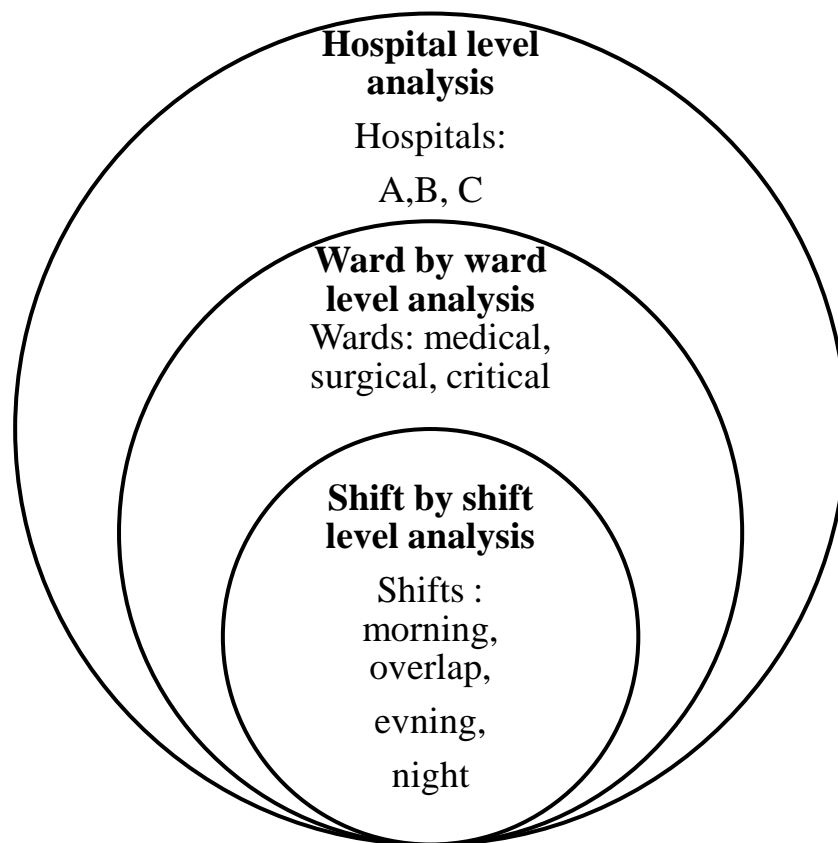 Hospital level
analysis
Hospitals:
A,B, C
Ward by ward
level analysis
Wards: medical,
surgical, critical
Shift by shift
level analysis
Shifts :
morning,
overlap,
evning,
night